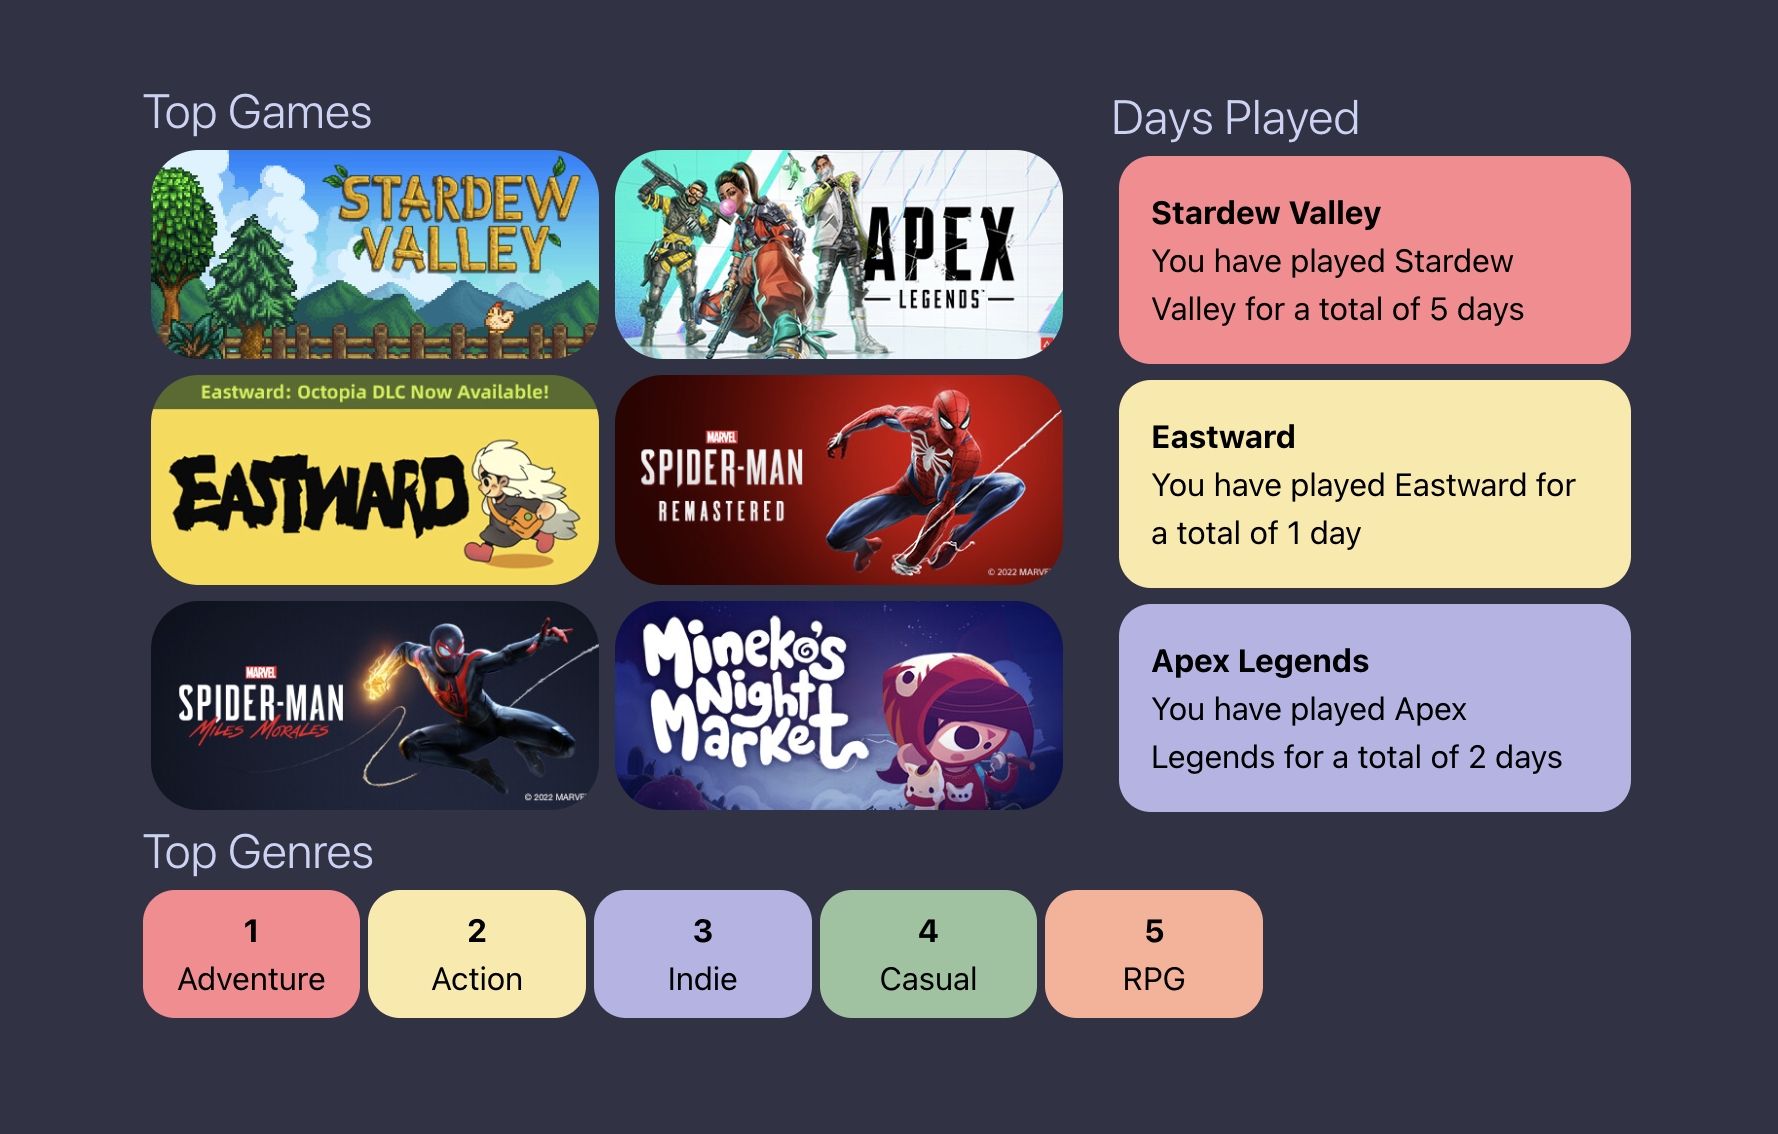 Top Games
STARDEW
VALLEY
APEX
LEGENDS
Eastward: Octopia DLC Now Available!
EASTWARD
MARVEL
SPIDER-MAN
REMASTERED
© 2022 MARVE
MARVEL
SPIDER-MAN
MILES MORALES
© 2022 MARVE
Mineko's
Night
Market
Days Played
Stardew Valley
You have played Stardew
Valley for a total of 5 days
Eastward
You have played Eastward for
a total of 1 day
Apex Legends
You have played Apex
Legends for a total of 2 days
Top Genres
1
Adventure
2
Action
3
Indie
4
Casual
5
RPG